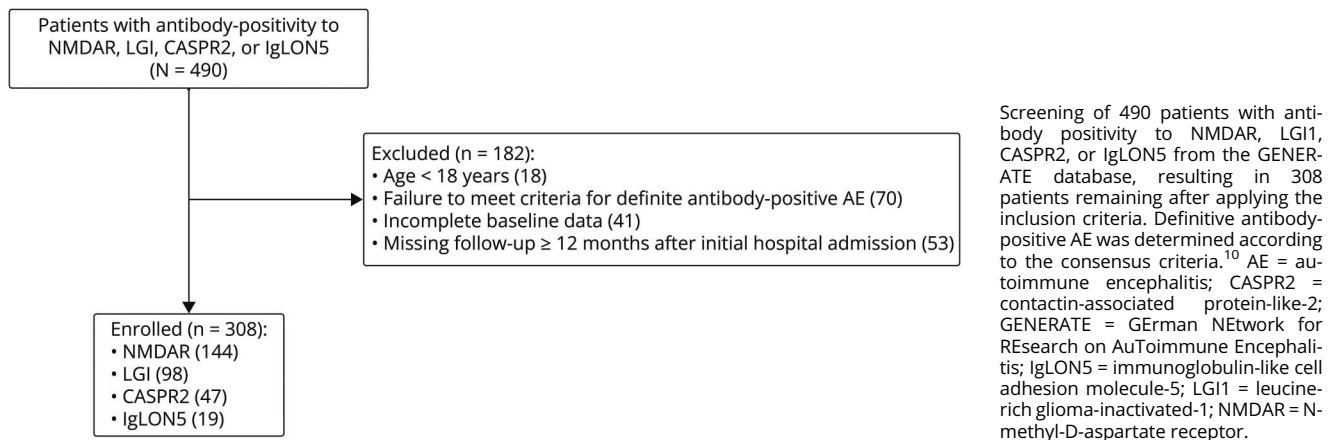 Patients with antibody-positivity to
NMDAR, LGI, CASPR2, or IgLON5
(N = 490)
Excluded (n = 182):
• Age < 18 years (18)
• Failure to meet criteria for definite antibody-positive AE (70)
• Incomplete baseline data (41)
• Missing follow-up ≥ 12 months after initial hospital admission (53)
Enrolled (n = 308):
• NMDAR (144)
• LGI (98)
• CASPR2 (47)
• IgLON5 (19)
Screening of 490 patients with anti-
body positivity to NMDAR, LGI1,
CASPR2, or IgLON5 from the GENER-
ATE database, resulting in 308
patients remaining after applying the
inclusion criteria. Definitive antibody-
positive AE was determined according
to the consensus criteria.10 AE = au-
toimmune encephalitis; CASPR2 =
contactin-associated protein-like-2;
GENERATE = GErman NEtwork for
REsearch on AuToimmune Encephali-
tis; IgLON5 = immunoglobulin-like cell
adhesion molecule-5; LGI1 = leucine-
rich glioma-inactivated-1; NMDAR = N-
methyl-D-aspartate receptor.